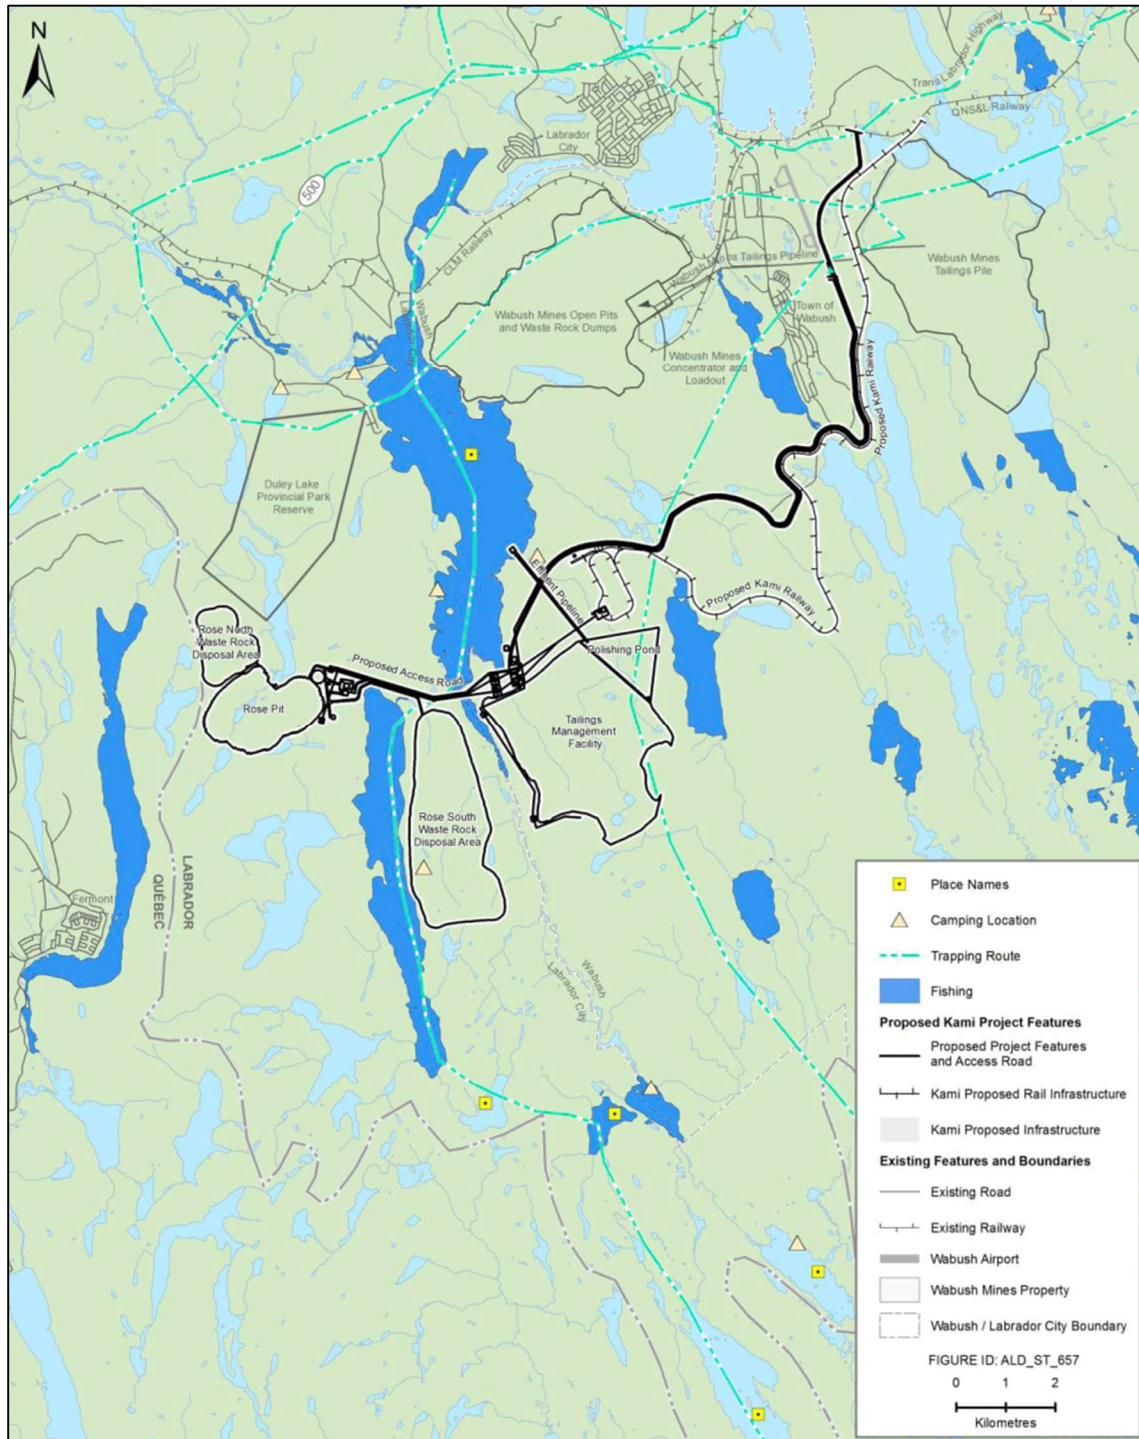 N
Trans Labrador Highway
QNS&L Railway
Labrador
City
500
CLM Railway
Wabush Mines Tailings Pipeline
Wabush Mines
Tailings Pile
Wabush
Labrador City
Wabush Mines Open Pits
and Waste Rock Dumps
Town of
Wabush
Wabush Mines
Concentrator and
Loadout
Proposed Kami Railway
Duley Lake
Provincial Park
Reserve
Effluent Pipeline
Proposed Kami Railway
Rose North
Waste Rock
Disposal Area
Polishing Pond
Proposed Access Road
Rose Pit
Tailings
Management
Facility
Rose South
Waste Rock
Disposal Area
LABRADOR
QUÉBEC
Fermont
Wabush
Labrador City
Place Names
Camping Location
Trapping Route
Fishing
Proposed Kami Project Features
Proposed Project Features
and Access Road
Kami Proposed Rail Infrastructure
Kami Proposed Infrastructure
Existing Features and Boundaries
Existing Road
Existing Railway
Wabush Airport
Wabush Mines Property
Wabush / Labrador City Boundary
FIGURE ID: ALD_ST_657
0 1 2
Kilometres